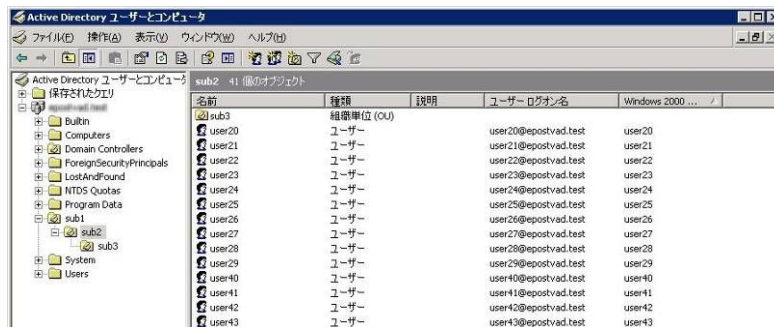 Active Directory ユーザーとコンピュータ
ファイル(F) 操作(A) 表示(V) ウィンドウ(W) ヘルプ(H)
Active Directory ユーザーとコンピュータ
保存されたクエリ
Builtin
Computers
Domain Controllers
ForeignSecurityPrincipals
LostAndFound
NTDS Quotas
Program Data
sub1
sub2
sub3
System
Users
sub2 41 個のオブジェクト
名前 種類 説明 ユーザー ログオン名 Windows 2000 ...
sub3 組織単位 (OU)
user20 ユーザー user20@epostvad.test user20
user21 ユーザー user21@epostvad.test user21
user22 ユーザー user22@epostvad.test user22
user23 ユーザー user23@epostvad.test user23
user24 ユーザー user24@epostvad.test user24
user25 ユーザー user25@epostvad.test user25
user26 ユーザー user26@epostvad.test user26
user27 ユーザー user27@epostvad.test user27
user28 ユーザー user28@epostvad.test user28
user29 ユーザー user29@epostvad.test user29
user40 ユーザー user40@epostvad.test user40
user41 ユーザー user41@epostvad.test user41
user42 ユーザー user42@epostvad.test user42
user43 ユーザー user43@epostvad.test user43